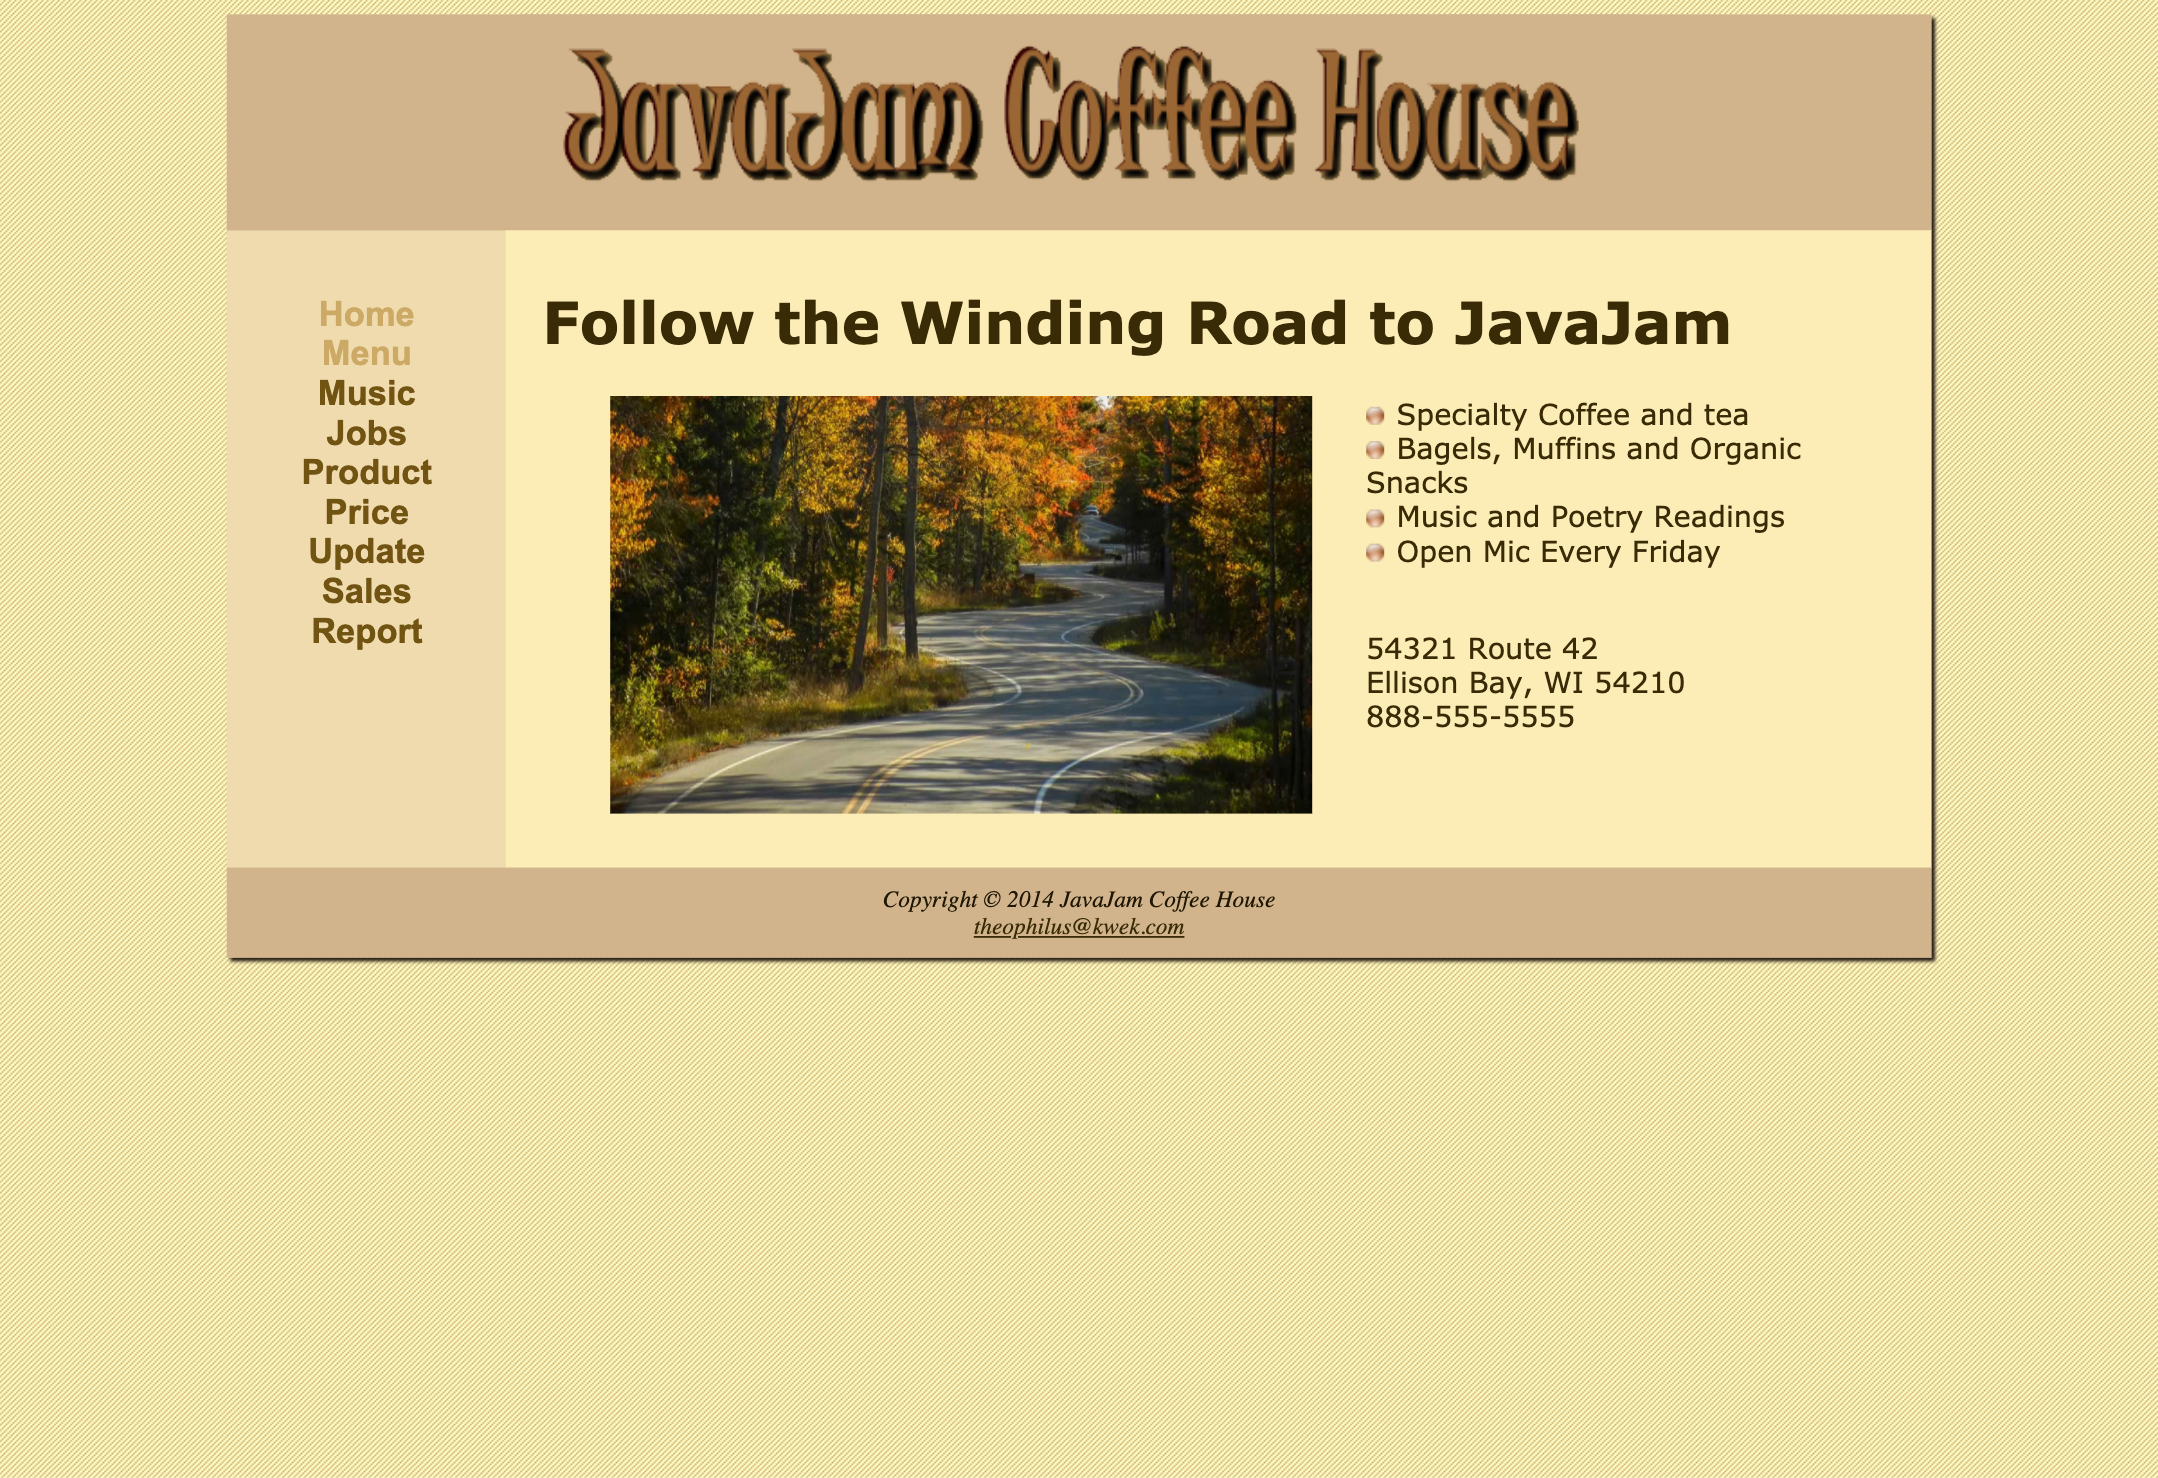 JavaJam Coffee House
Home
Menu
Music
Jobs
Product
Price
Update
Sales
Report
Follow the Winding Road to JavaJam
Specialty Coffee and tea
Bagels, Muffins and Organic
Snacks
Music and Poetry Readings
Open Mic Every Friday
54321 Route 42
Ellison Bay, WI 54210
888-555-5555
Copyright © 2014 JavaJam Coffee House
theophilus@kwek.com